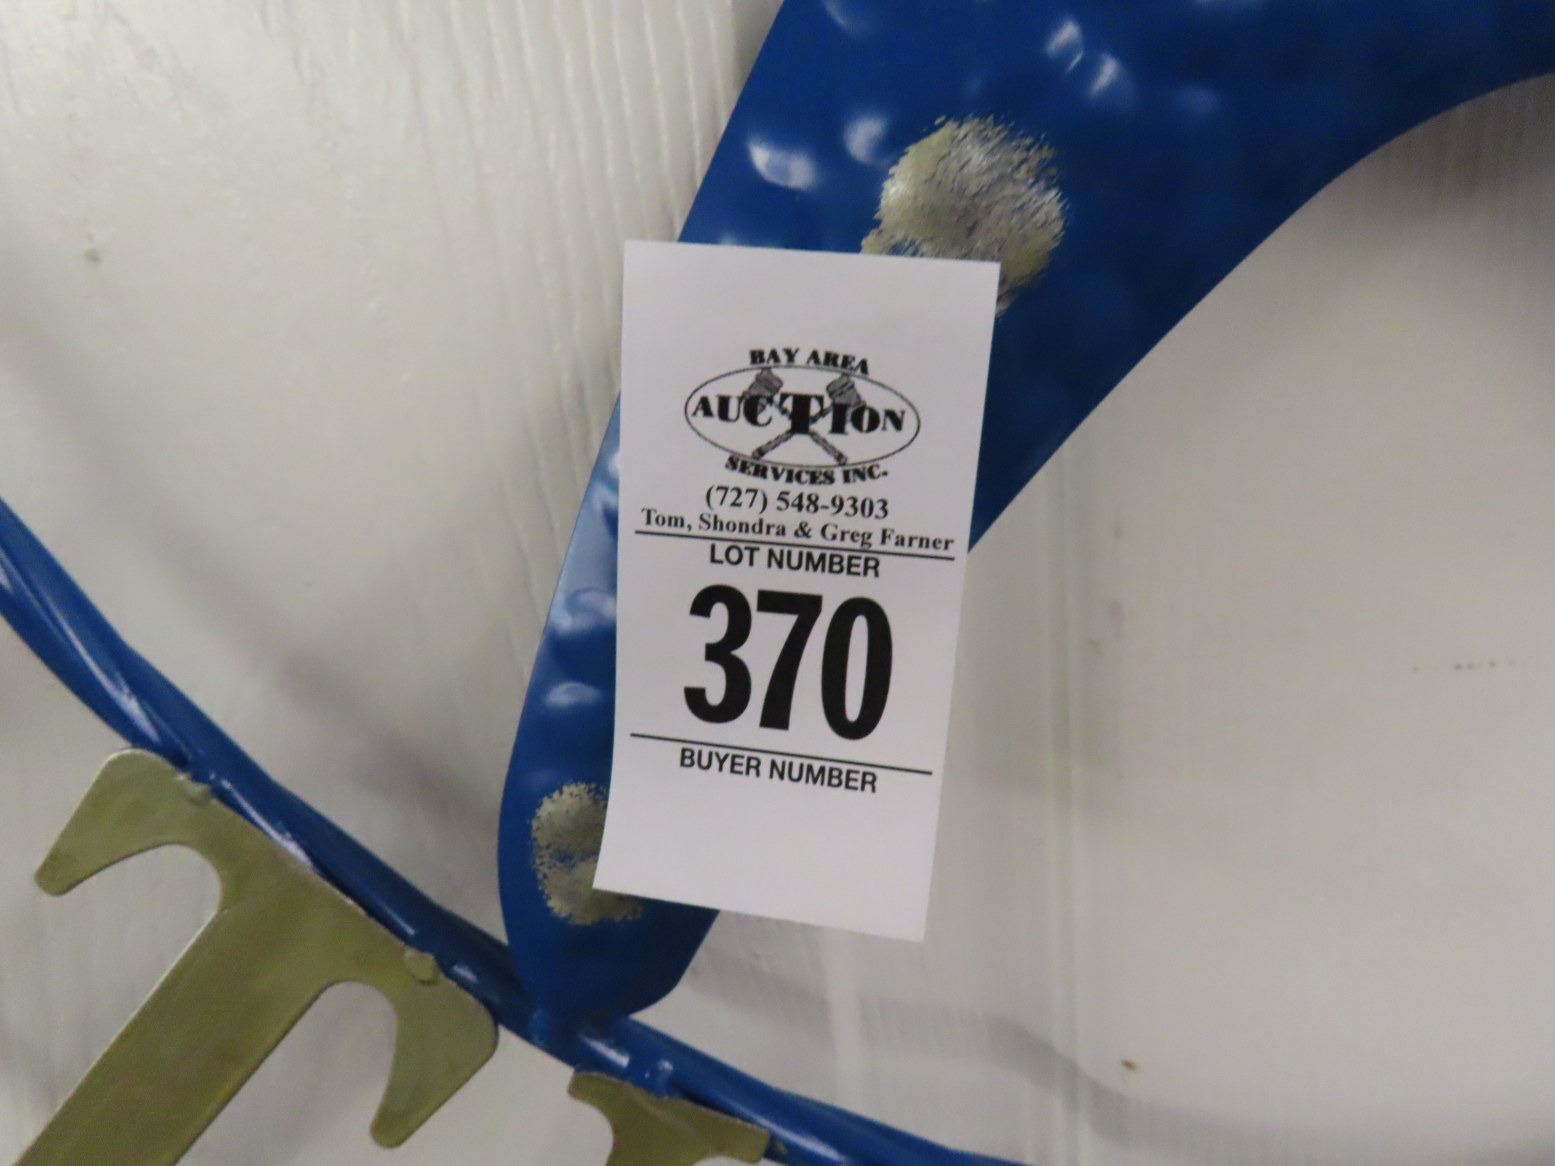 BAY AREA
AUCTION
SERVICES INC.
(727) 548-9303
Tom, Shondra & Greg Farner
LOT NUMBER
370
BUYER NUMBER